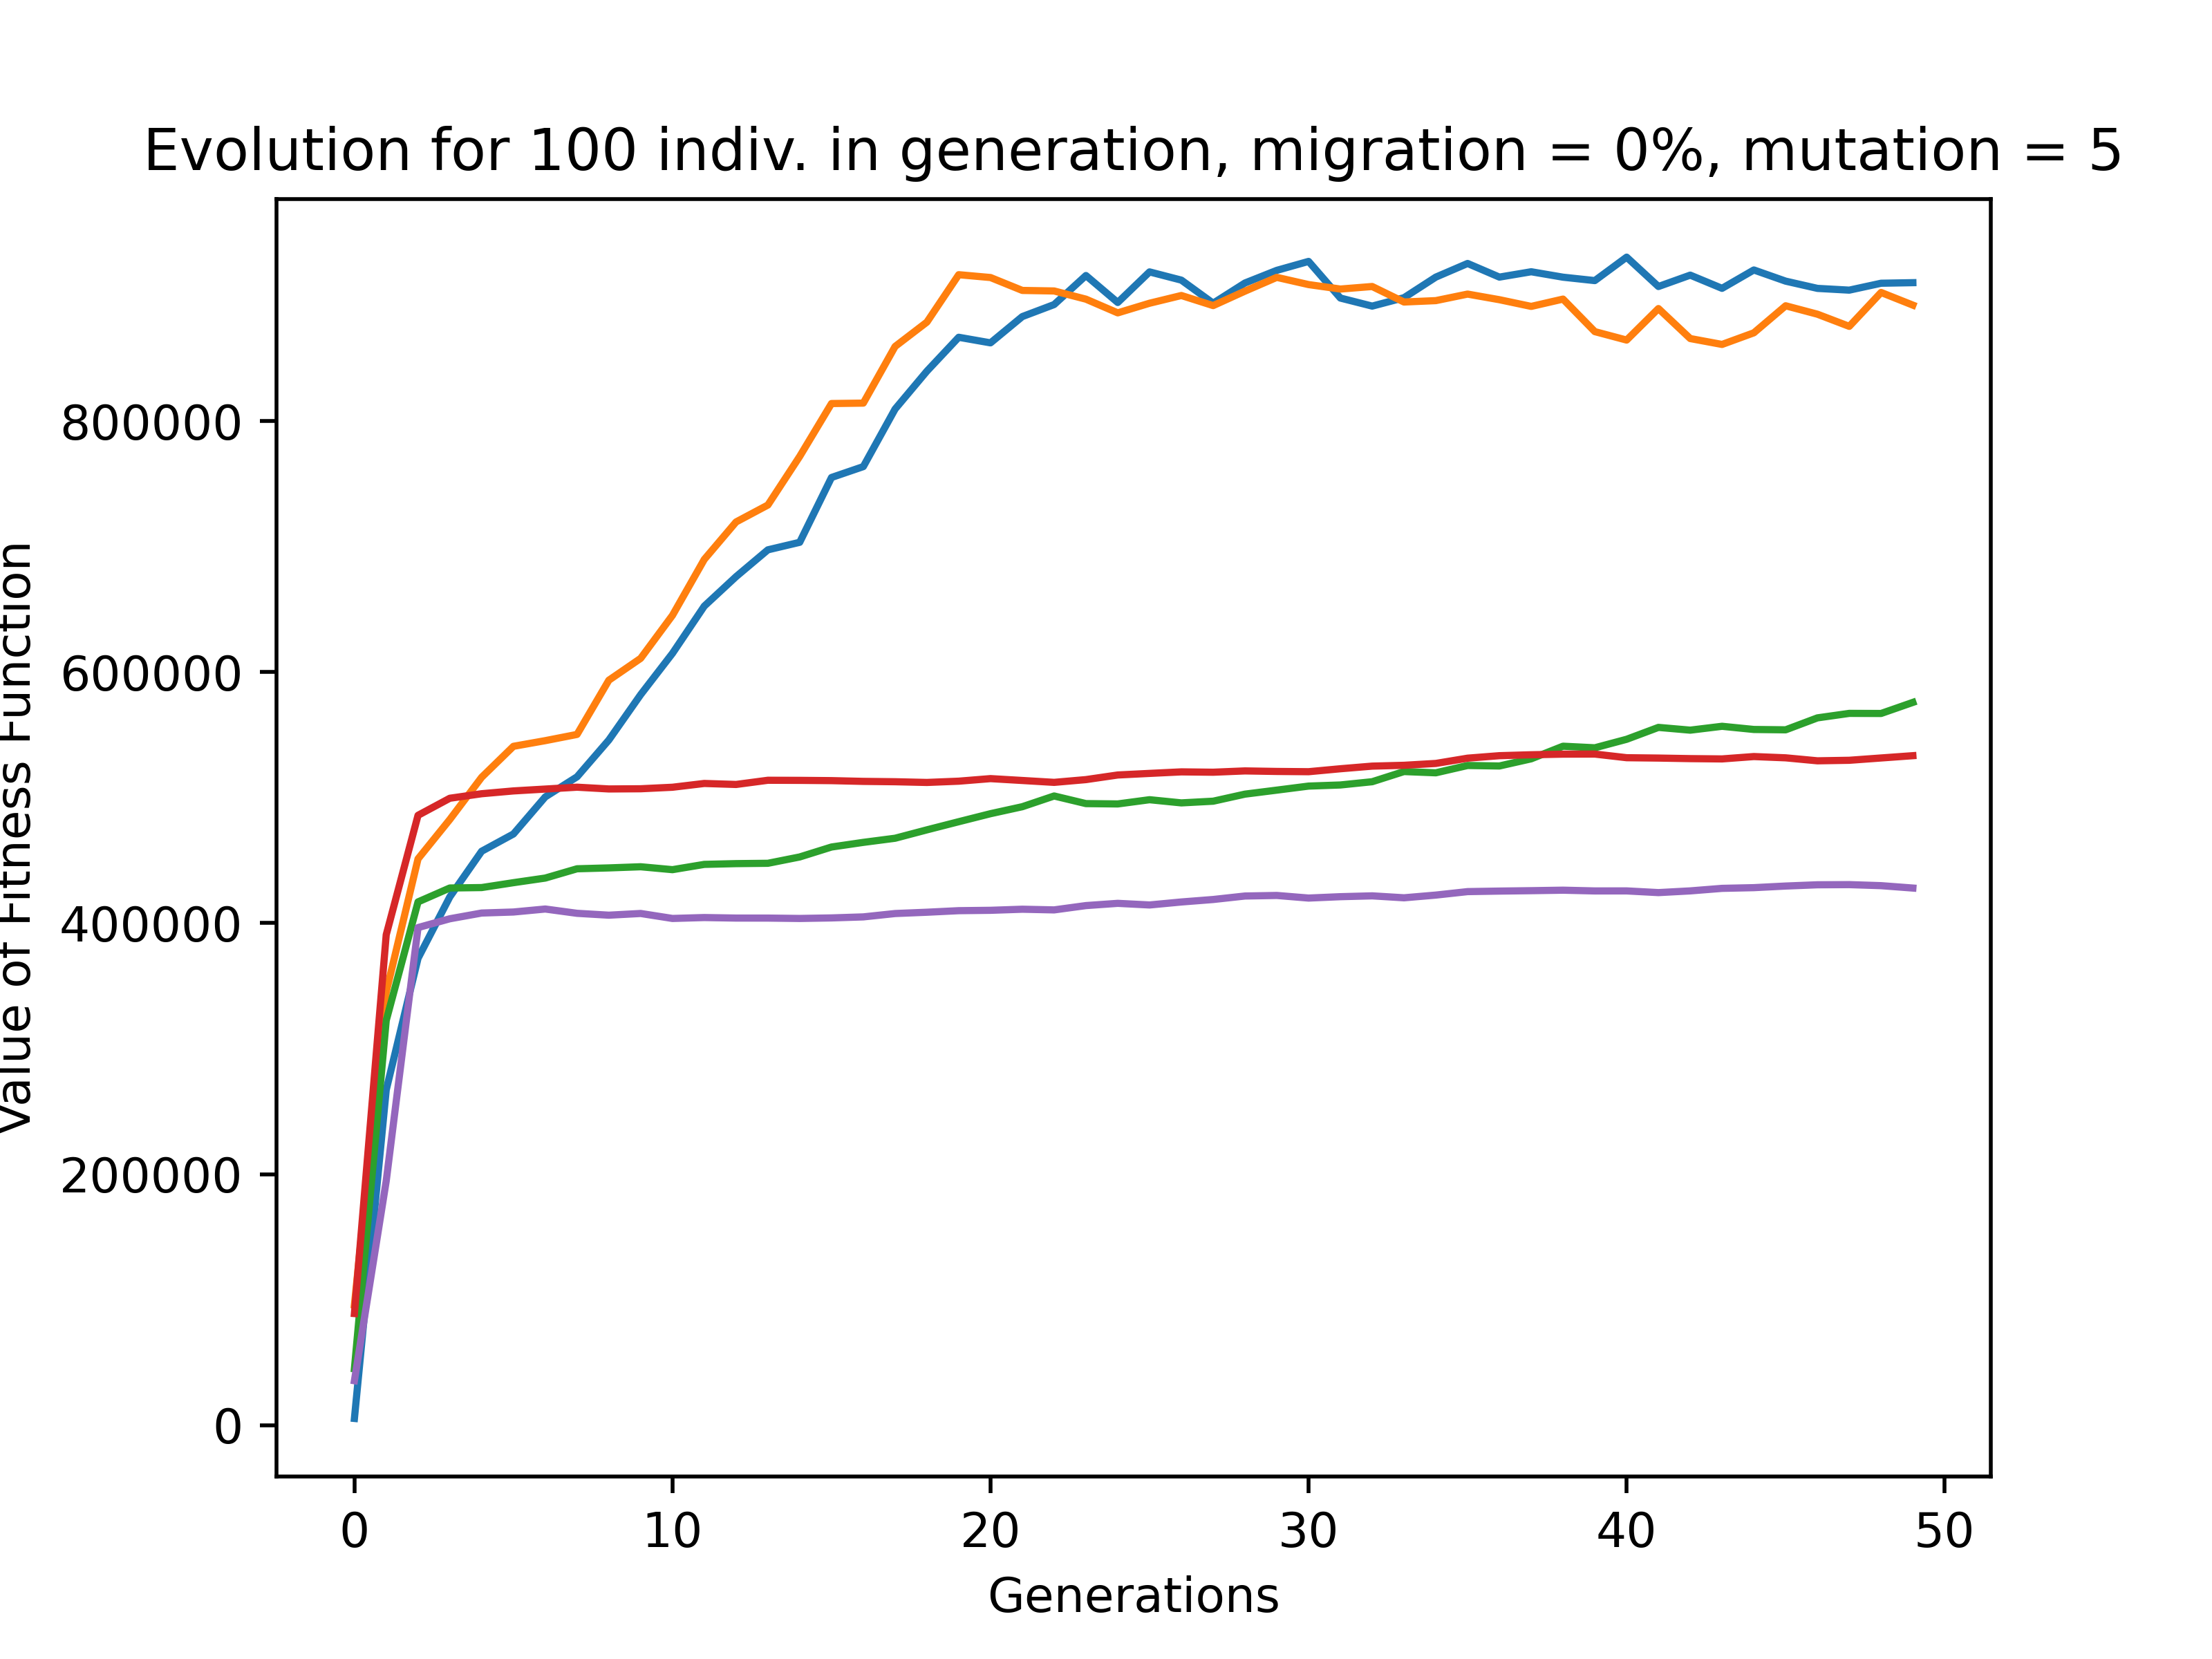 Evolution for 100 indiv. in generation, migration = 0%, mutation = 5
Value of Fitness Function
800000
600000
400000
200000
0
0 10 20 30 40 50
Generations